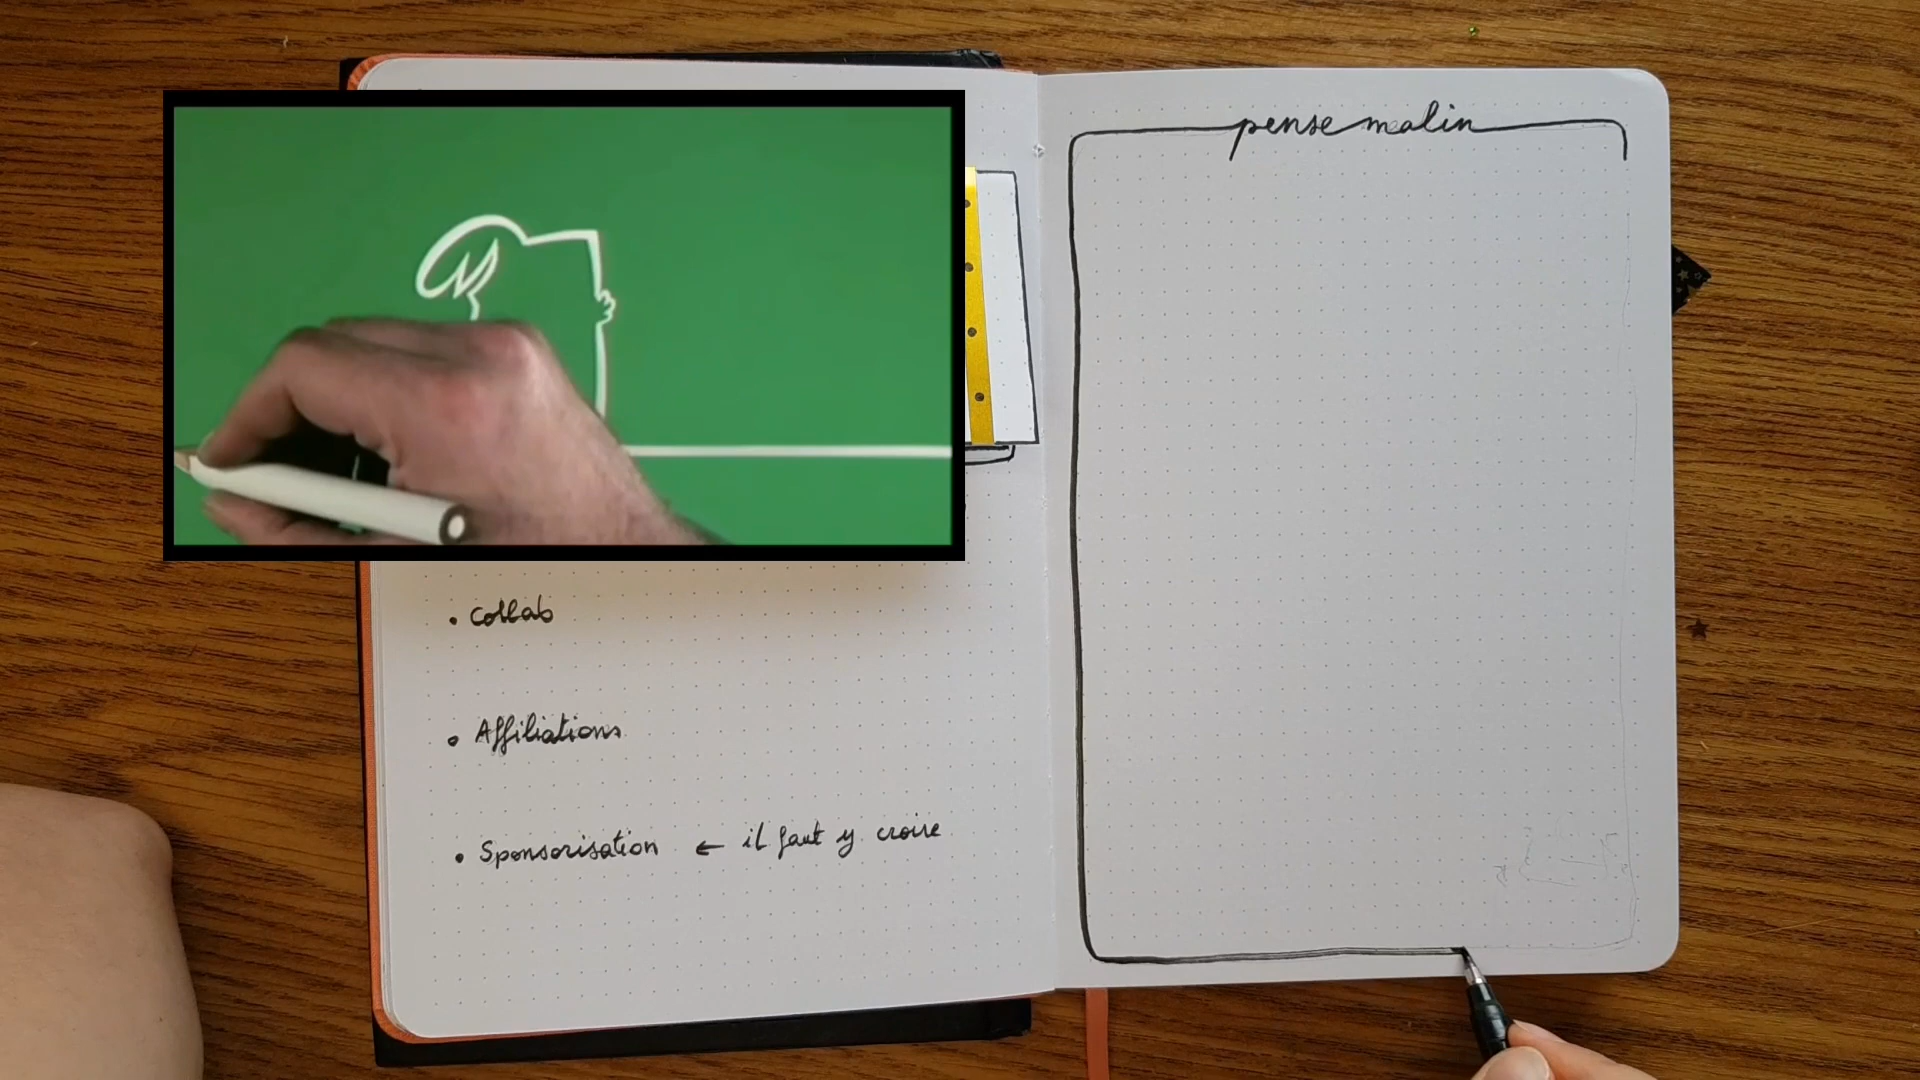 • Collab
• Affiliations
• Sponsorisation ← il faut y croire
pense malin